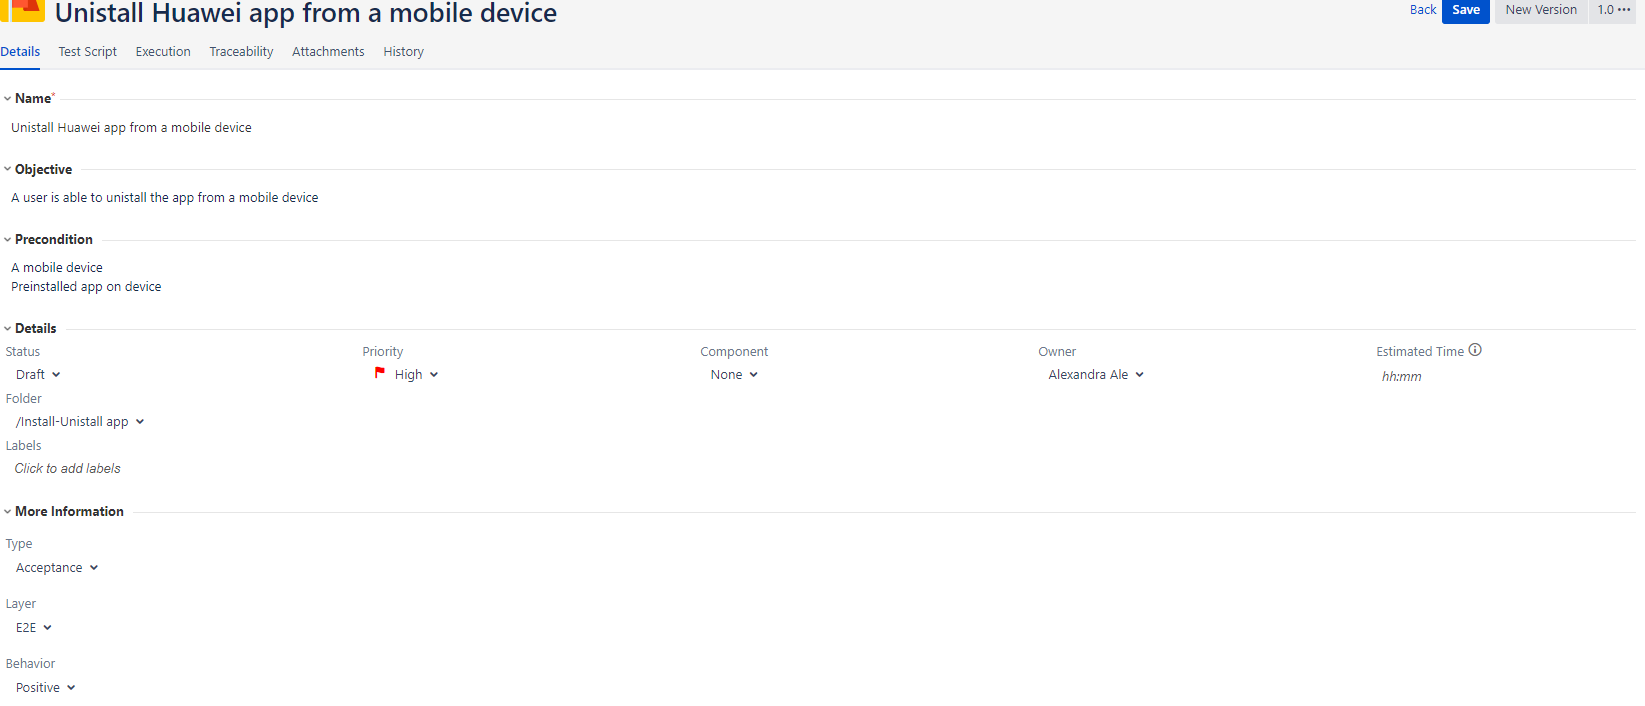 Unistall Huawei app from a mobile device
Back Save New Version 1.0 ···
Details Test Script Execution Traceability Attachments History
Name*
Unistall Huawei app from a mobile device
Objective
A user is able to unistall the app from a mobile device
Precondition
A mobile device
Preinstalled app on device
Details
Status Priority Component Owner Estimated Time
Draft High None Alexandra Ale hh:mm
Folder
/Install-Unistall app
Labels
Click to add labels
More Information
Type
Acceptance
Layer
E2E
Behavior
Positive